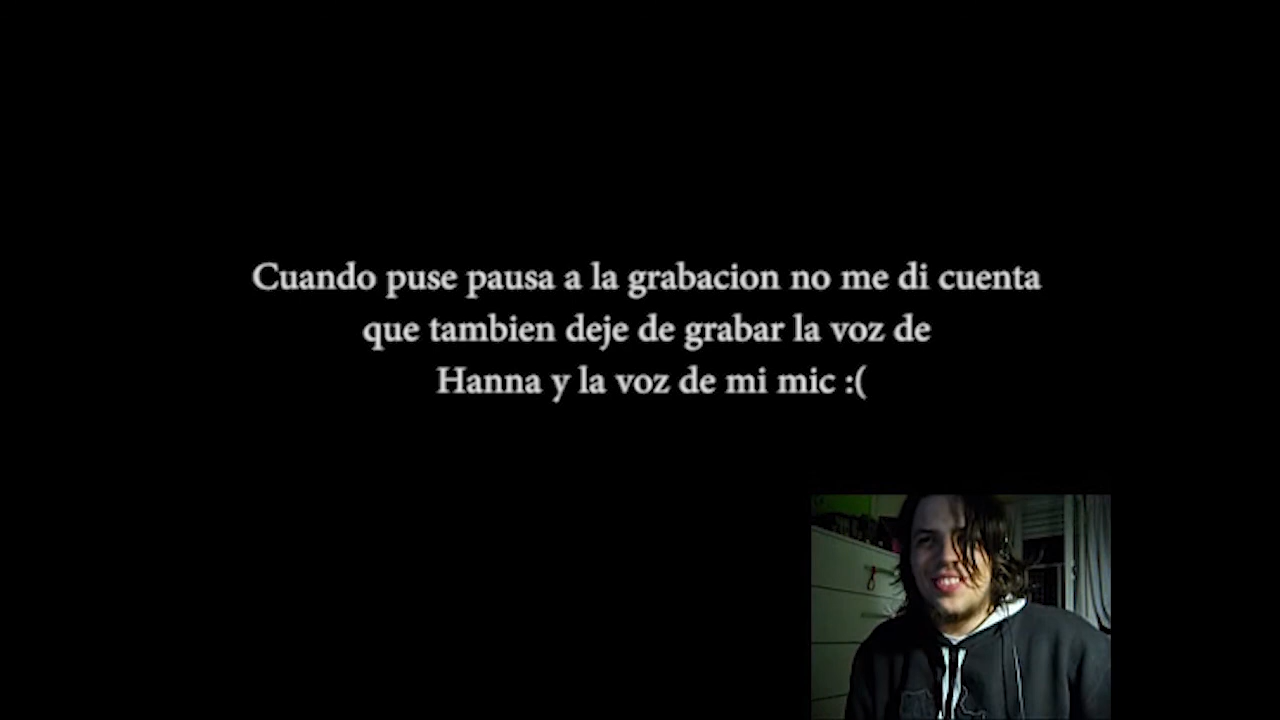 Cuando puse pausa a la grabacion no me di cuenta
que tambien deje de grabar la voz de
Hanna y la voz de mi mic :(